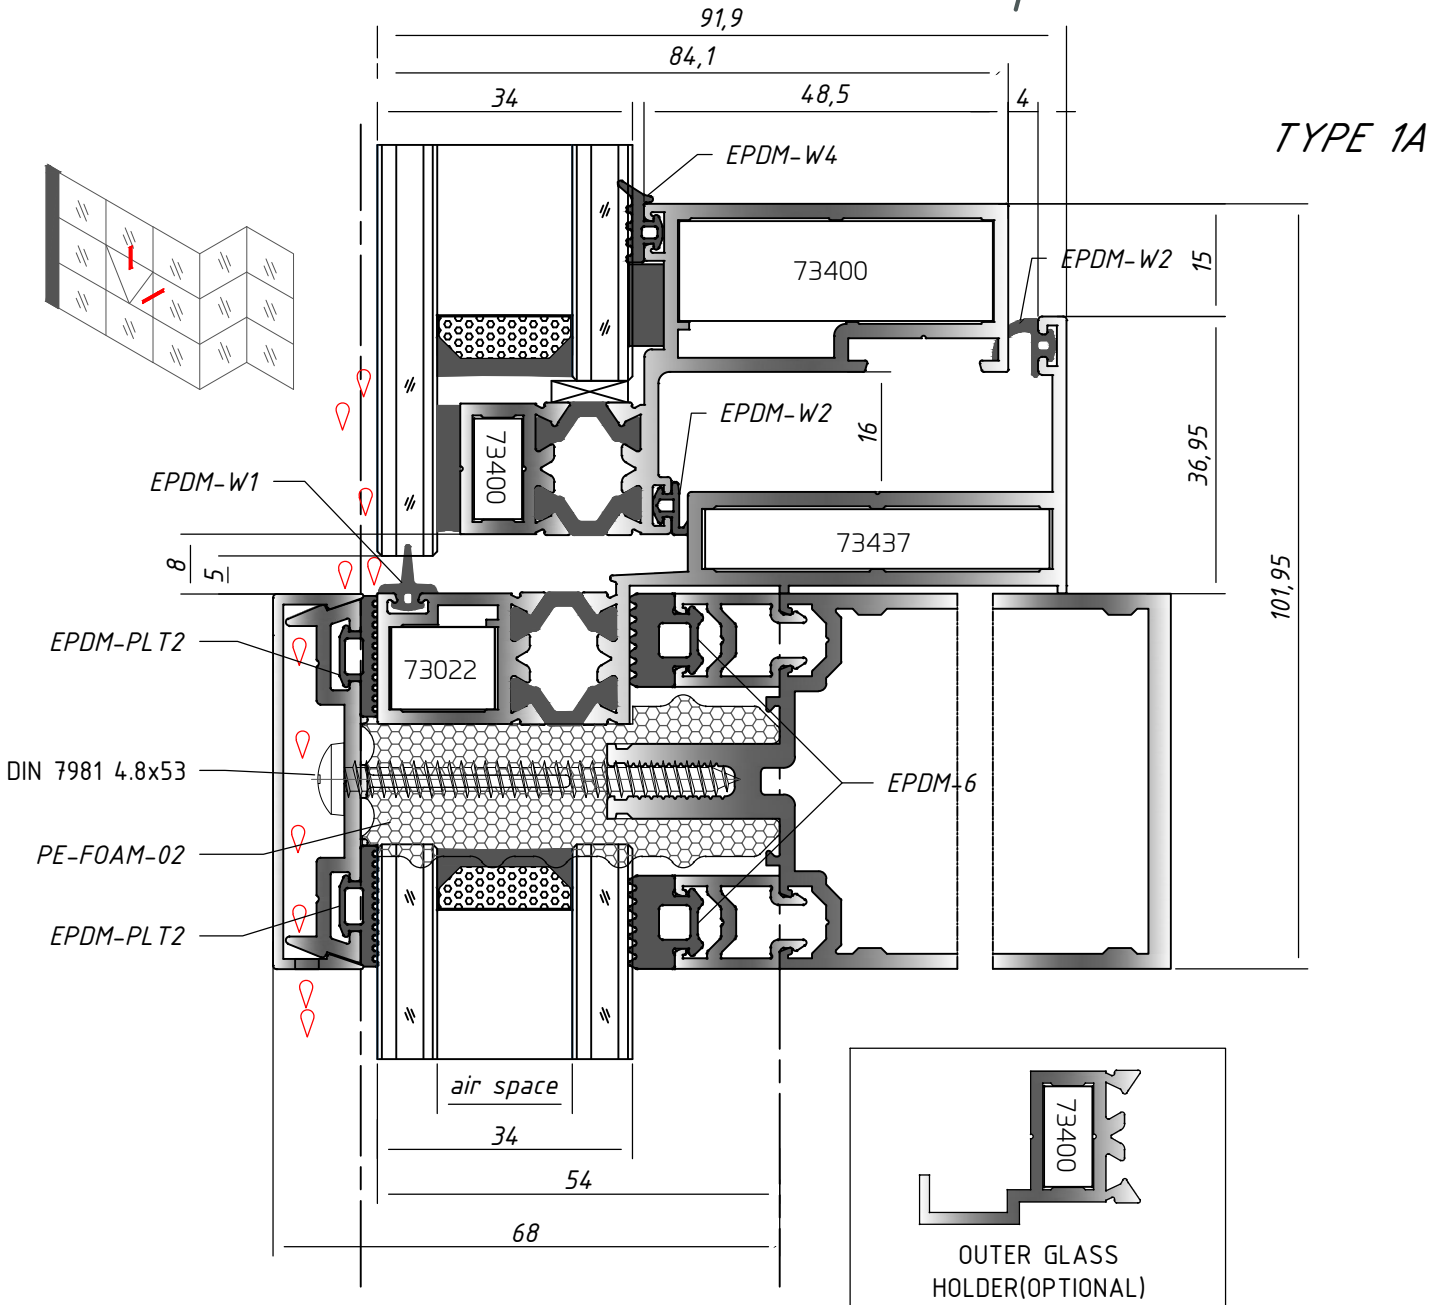 91,9
84,1
34
48,5
4
TYPE 1A
EPDM-W4
73400
EPDM-W2
15
EPDM-W2
16
36,95
73400
EPDM-W1
73437
8
5
101,95
EPDM-PLT2
73022
DIN 7981 4.8x53
EPDM-6
PE-FOAM-02
EPDM-PLT2
air space
34
54
68
73400
OUTER GLASS
HOLDER(OPTIONAL)